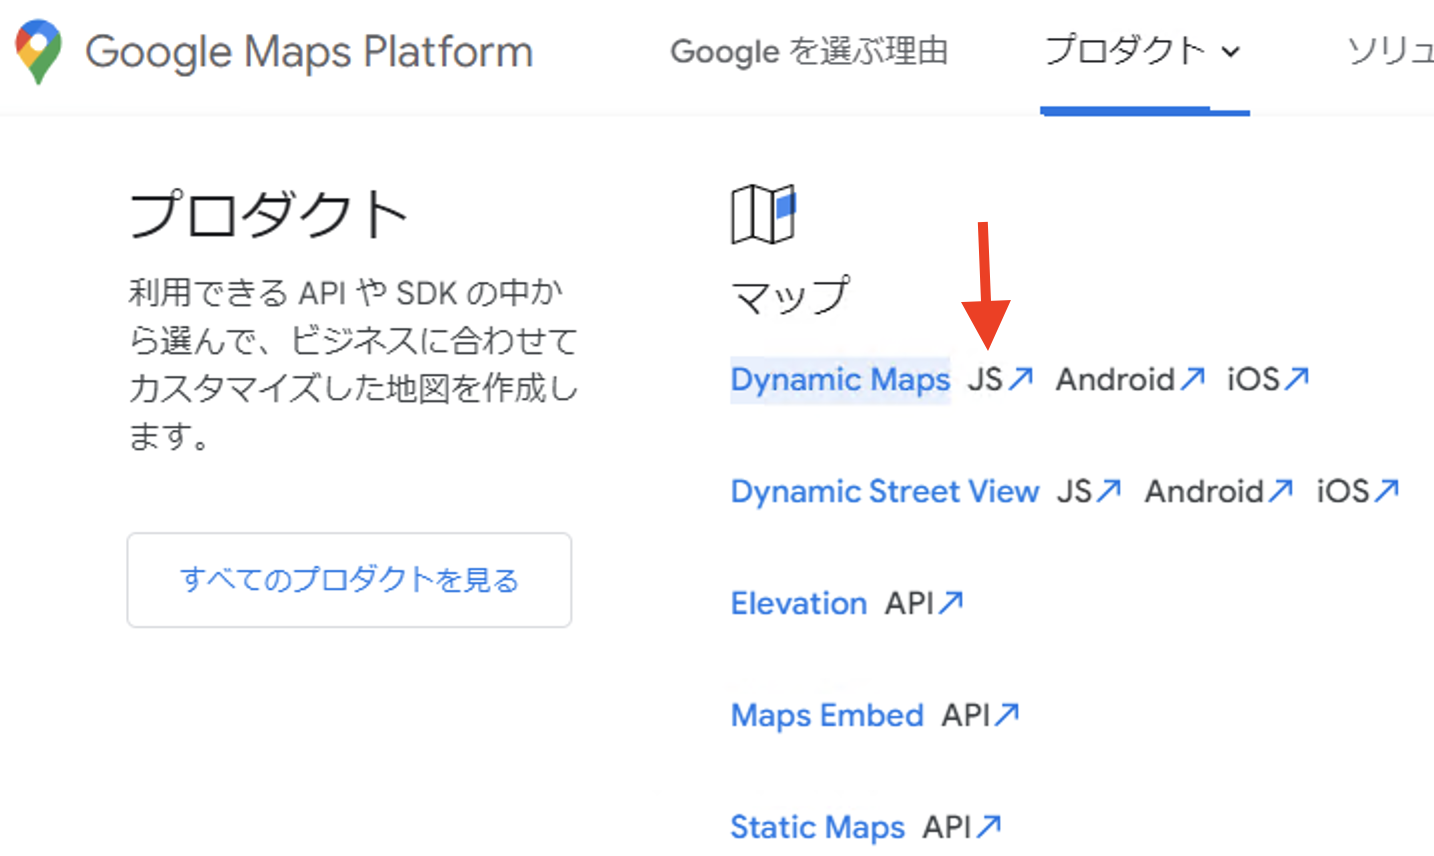 Google Maps Platform
Google を選ぶ理由
プロダクト
ソリュ
プロダクト
利用できる API や SDK の中か
ら選んで、ビジネスに合わせて
カスタマイズした地図を作成し
ます。
すべてのプロダクトを見る
マップ
Dynamic Maps JS Android iOS
Dynamic Street View JS Android iOS
Elevation API
Maps Embed API
Static Maps API